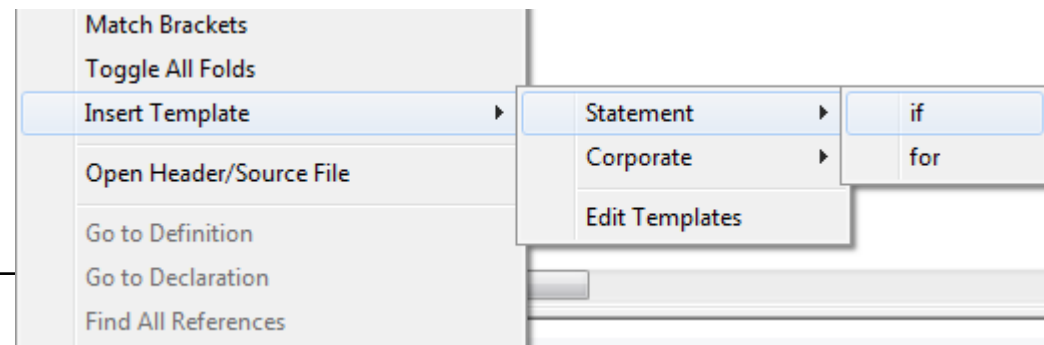 Match Brackets
Toggle All Folds
Insert Template
Statement
if
Corporate
for
Open Header/Source File
Edit Templates
Go to Definition
Go to Declaration
Find All References